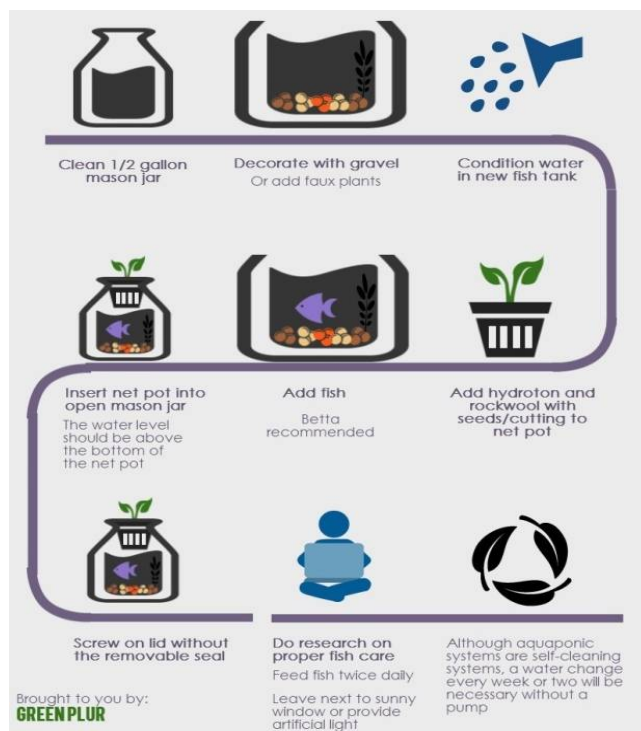 Clean 1/2 gallon
mason jar
Decorate with gravel
Or add faux plants
Condition water
in new fish tank
Add hydroton and
rockwool with
seeds/cutting to
net pot
Add fish
Betta
recommended
Insert net pot into
open mason jar
The water level
should be above
the bottom of
the net pot
Screw on lid without
the removable seal
Do research on
proper fish care
Feed fish twice daily
Leave next to sunny
window or provide
artificial light
Although aquaponic
systems are self-cleaning
systems, a water change
every week or two will be
necessary without a
pump
Brought to you by:
GREEN PLUR